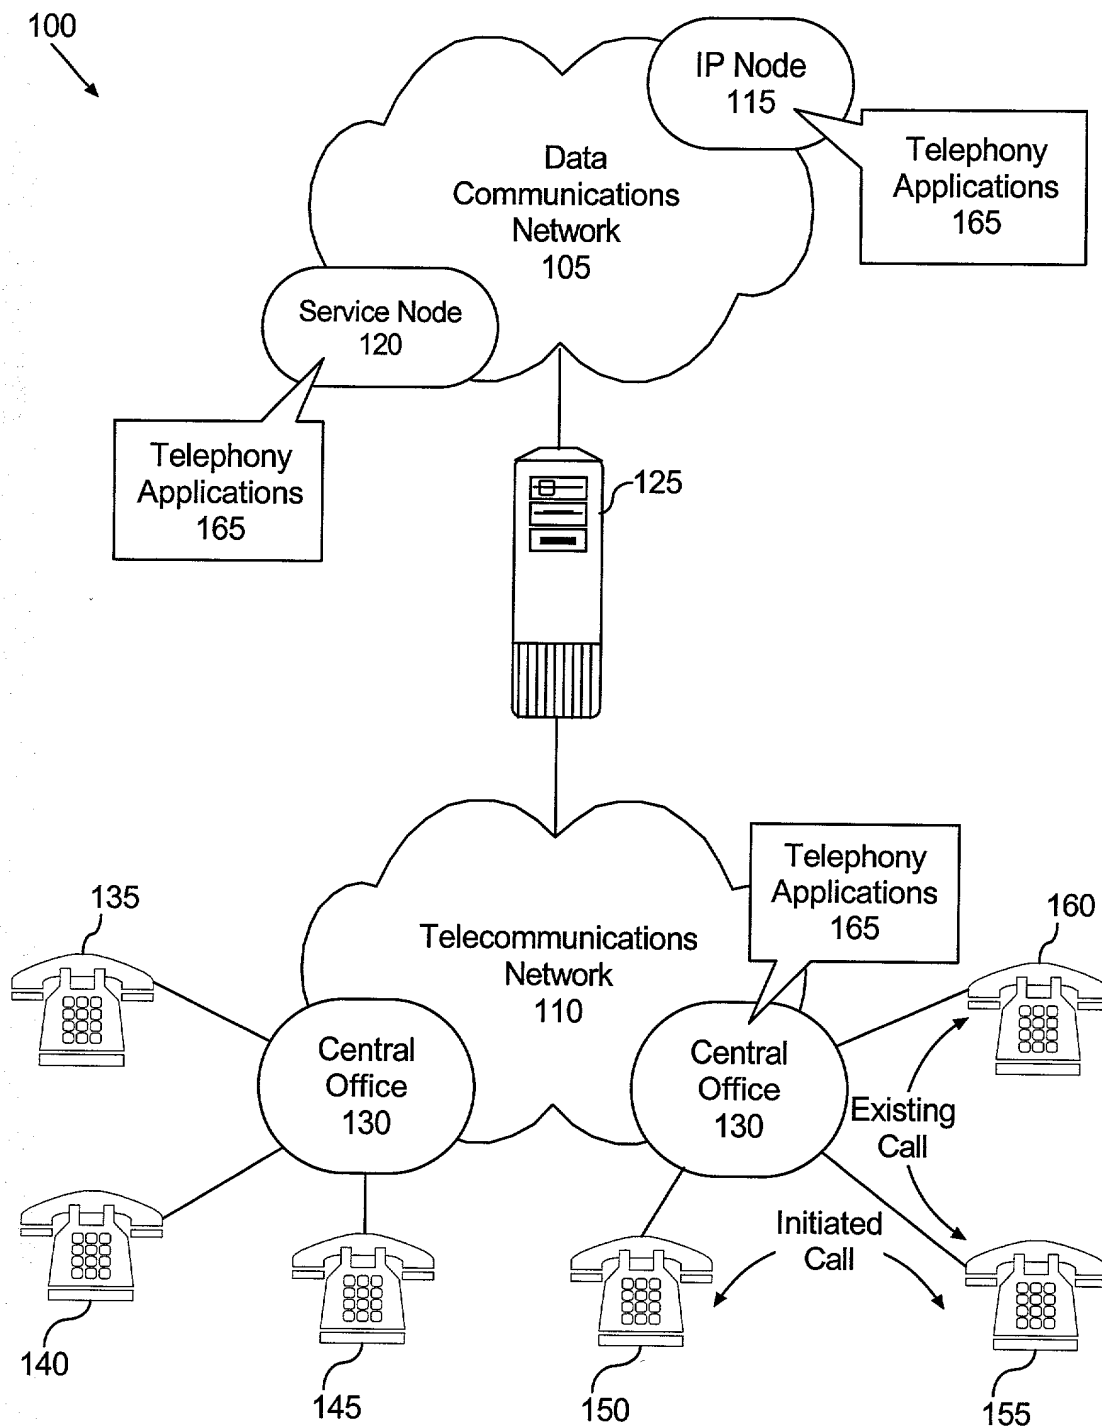 100
IP Node
115
Telephony
Applications
165
Data
Communications
Network
105
Service Node
120
Telephony
Applications
165
125
Telephony
Applications
165
135
160
Telecommunications
Network
110
Central
Office
130
Central
Office
130
Existing
Call
Initiated
Call
140
145
150
155